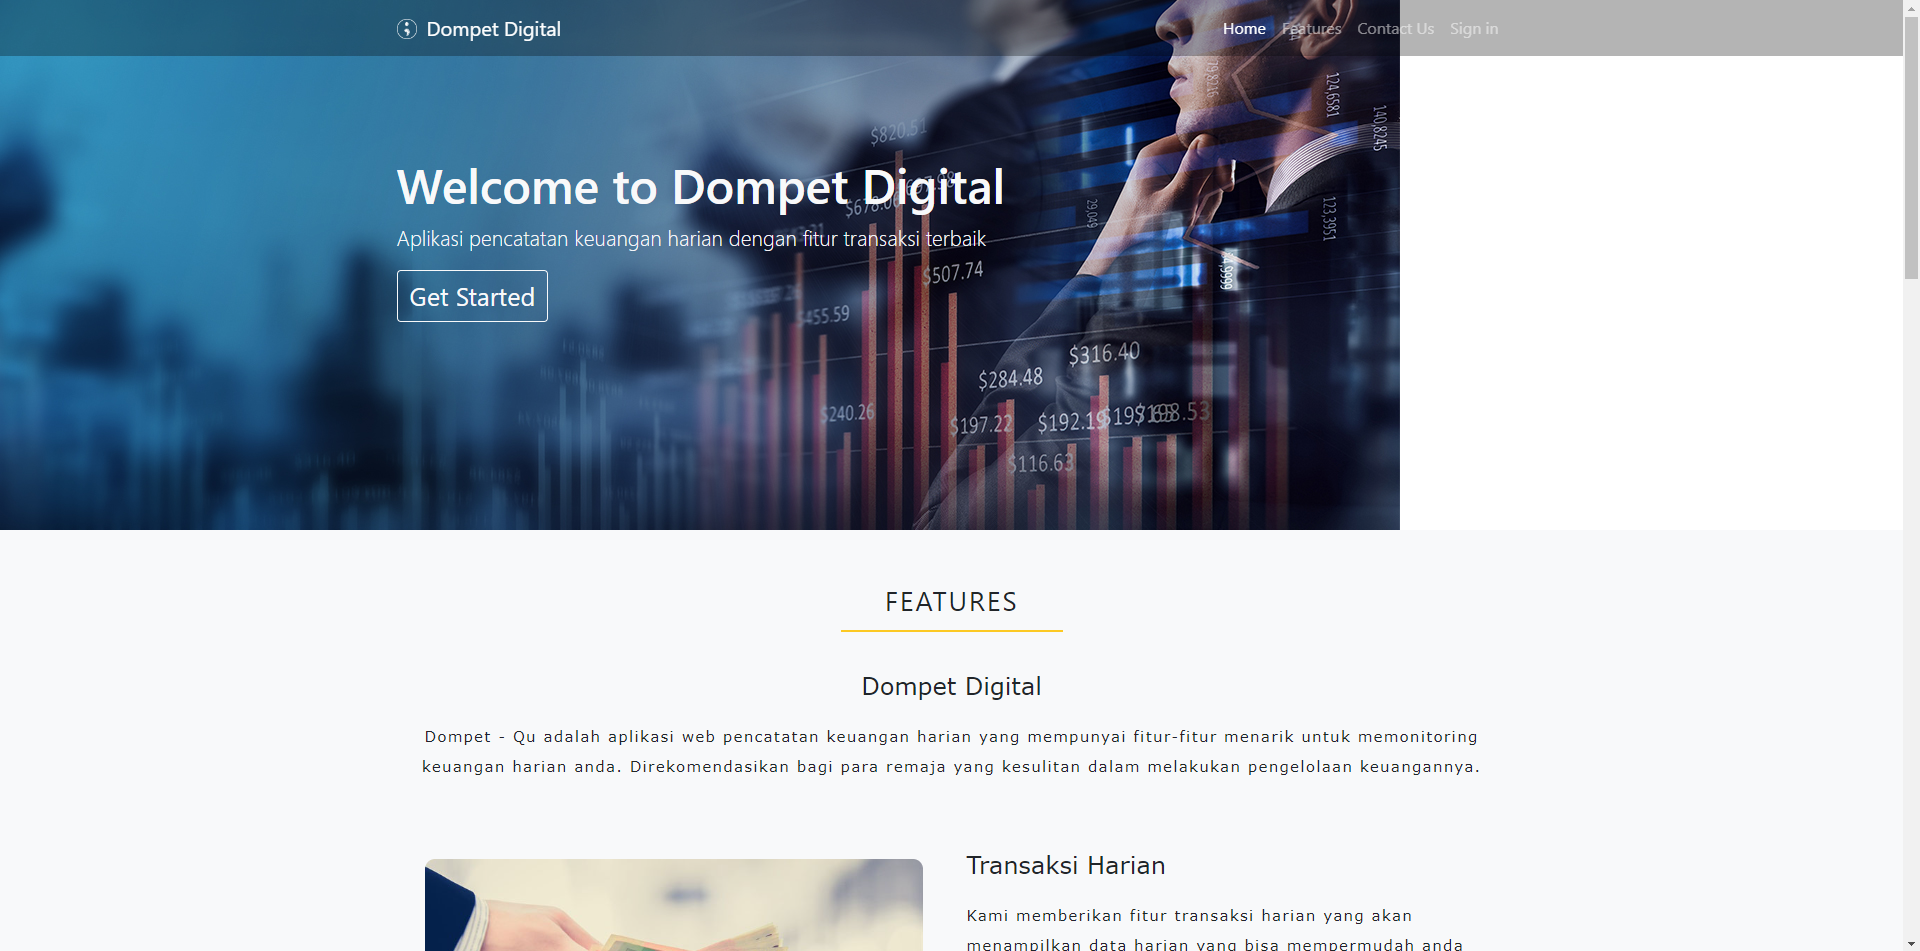 Dompet Digital
Home Features Contact Us Sign in
79,8216
124,6581
140,8245
$820.51
Welcome to Dompet Digital
$678.06
29,049
123,3951
Aplikasi pencatatan keuangan harian dengan fitur transaksi terbaik
$507.74
Get Started
$455.59
$316.40
$284.48
$240.26
$197.22
$192.19
$198.53
$116.63
FEATURES
Dompet Digital
Dompet - Qu adalah aplikasi web pencatatan keuangan harian yang mempunyai fitur-fitur menarik untuk memonitoring
keuangan harian anda. Direkomendasikan bagi para remaja yang kesulitan dalam melakukan pengelolaan keuangannya.
Transaksi Harian
Kami memberikan fitur transaksi harian yang akan
menampilkan data harian yang bisa mempermudah anda